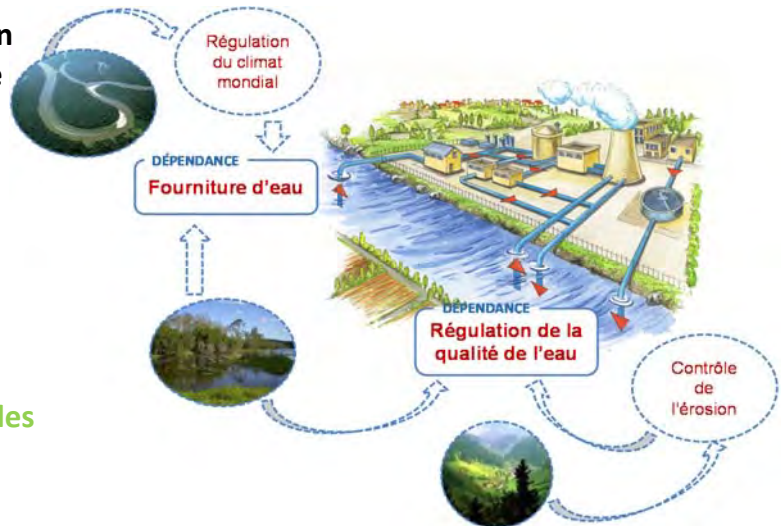 n
e
Régulation
du climat
mondial
DÉPENDANCE
Fourniture d'eau
DÉPENDANCE
Régulation de la
qualité de l'eau
Contrôle
de
l'érosion
les